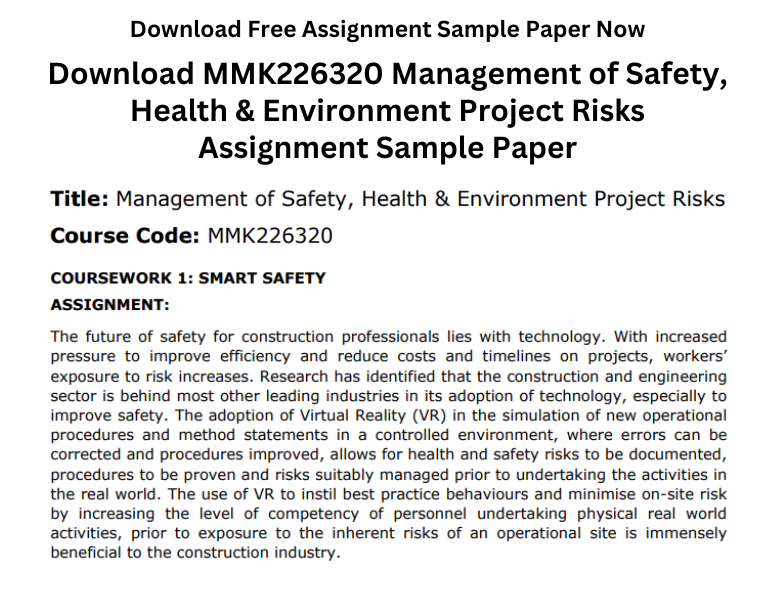 Download Free Assignment Sample Paper Now
Download MMK226320 Management of Safety,
Health & Environment Project Risks
Assignment Sample Paper
Title: Management of Safety, Health & Environment Project Risks
Course Code: MMK226320
COURSEWORK 1: SMART SAFETY
ASSIGNMENT:
The future of safety for construction professionals lies with technology. With increased
pressure to improve efficiency and reduce costs and timelines on projects, workers’
exposure to risk increases. Research has identified that the construction and engineering
sector is behind most other leading industries in its adoption of technology, especially to
improve safety. The adoption of Virtual Reality (VR) in the simulation of new operational
procedures and method statements in a controlled environment, where errors can be
corrected and procedures improved, allows for health and safety risks to be documented,
procedures to be proven and risks suitably managed prior to undertaking the activities in
the real world. The use of VR to instil best practice behaviours and minimise on-site risk
by increasing the level of competency of personnel undertaking physical real world
activities, prior to exposure to the inherent risks of an operational site is immensely
beneficial to the construction industry.